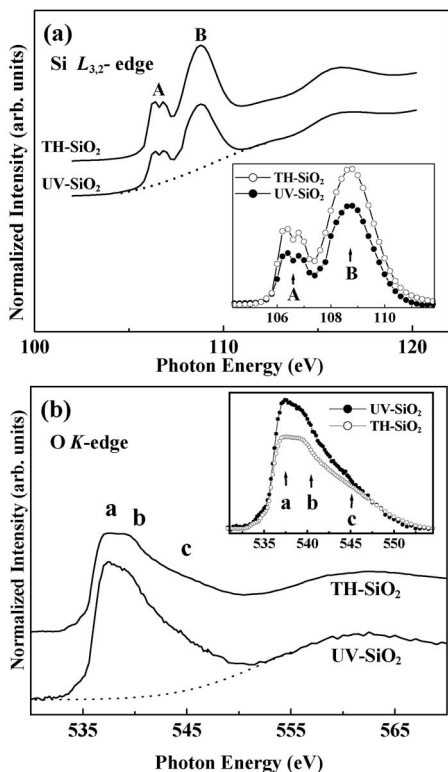 (a)
Si L3,2- edge
B
A
TH-SiO2
UV-SiO2
TH-SiO2
UV-SiO2
A
B
106 108 110
100 110 120
Photon Energy (eV)
Normalized Intensity (arb. units)
(b)
O K-edge
a b
c
UV-SiO2
TH-SiO2
a b
c
535 540 545 550
TH-SiO2
UV-SiO2
535 545 555 565
Photon Energy (eV)
Normalized Intensity (arb. units)